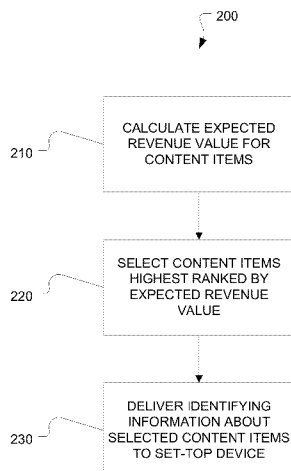 200
210
CALCULATE EXPECTED
REVENUE VALUE FOR
CONTENT ITEMS
220
SELECT CONTENT ITEMS
HIGHEST RANKED BY
EXPECTED REVENUE
VALUE
230
DELIVER IDENTIFYING
INFORMATION ABOUT
SELECTED CONTENT ITEMS
TO SET-TOP DEVICE